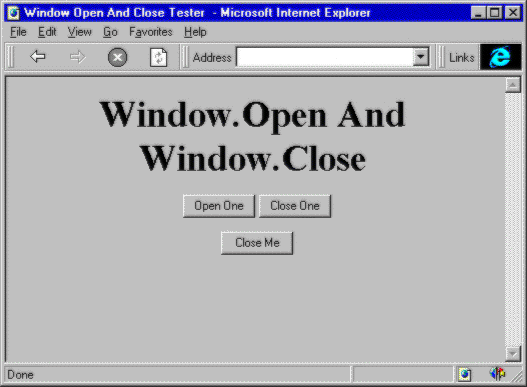 Window Open And Close Tester - Microsoft Internet Explorer
File Edit View Go Favorites Help
Address Links
Window.Open And
Window.Close
Open One Close One
Close Me
Done